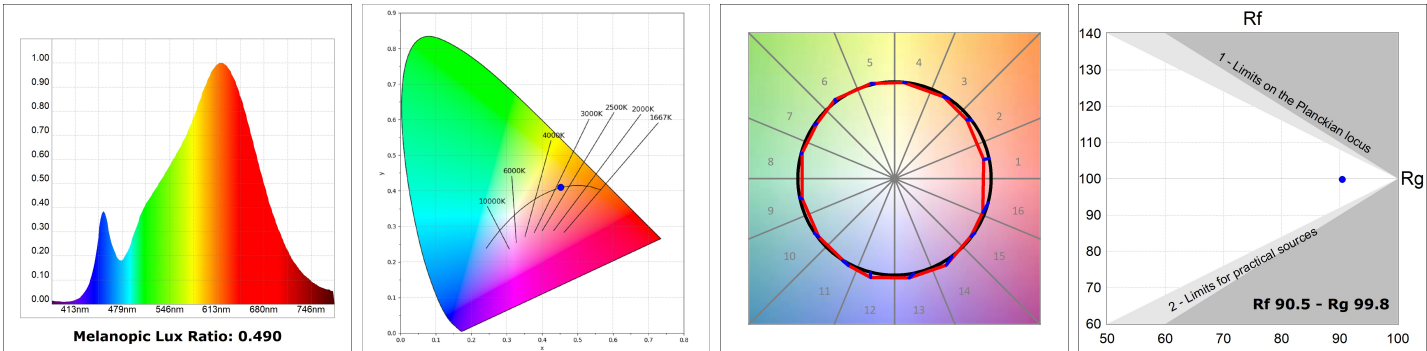 1.00
0.90
0.80
0.70
0.60
0.50
0.40
0.30
0.20
0.10
0.00
413nm 479nm 546nm 613nm 680nm 746nm
Melanopic Lux Ratio: 0.490
0.9
0.8
0.7
0.6
0.5
0.4
0.3
0.2
0.1
0.0
y
0.0 0.1 0.2 0.3 0.4 0.5 0.6 0.7 0.8
x
10000K
6000K
4000K
3000K
2500K
2000K
1667K
5 4
6 3
7 2
8 1
9 16
10 15
11 14
12 13
Rf
140
130
120
110
100
90
80
70
60
Rg
1 - Limits on the Planckian locus
2 - Limits for practical sources
Rf 90.5 - Rg 99.8
50 60 70 80 90 100